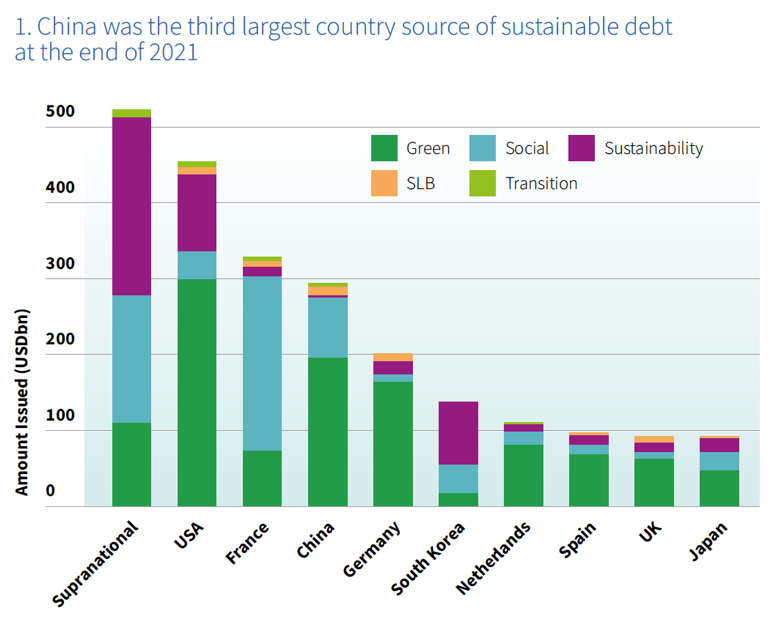 1. China was the third largest country source of sustainable debt
at the end of 2021
500
400
300
200
100
0
Amount Issued (USDbn)
Green
Social
Sustainability
SLB
Transition
Supranational
USA
France
China
Germany
South Korea
Netherlands
Spain
UK
Japan